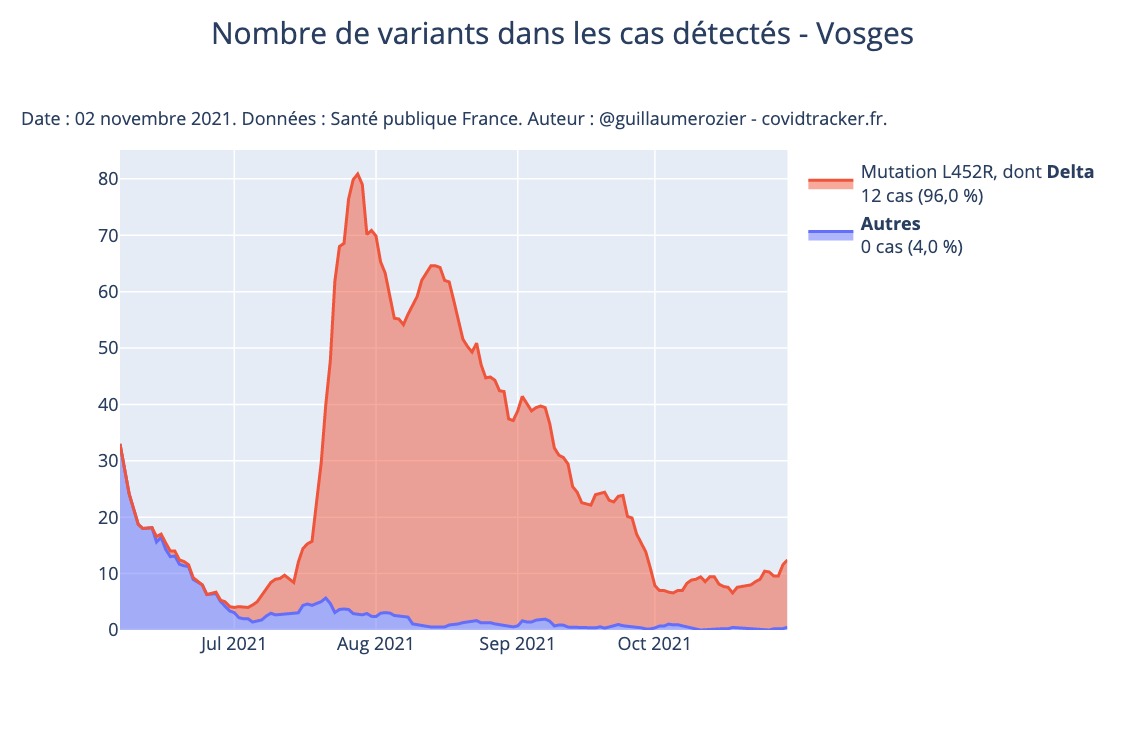 Nombre de variants dans les cas détectés - Vosges
Date : 02 novembre 2021. Données : Santé publique France. Auteur : @guillaumerozier - covidtracker.fr.
Mutation L452R, dont Delta
12 cas (96,0 %)
Autres
0 cas (4,0 %)
80
70
60
50
40
30
20
10
0
Jul 2021 Aug 2021 Sep 2021 Oct 2021